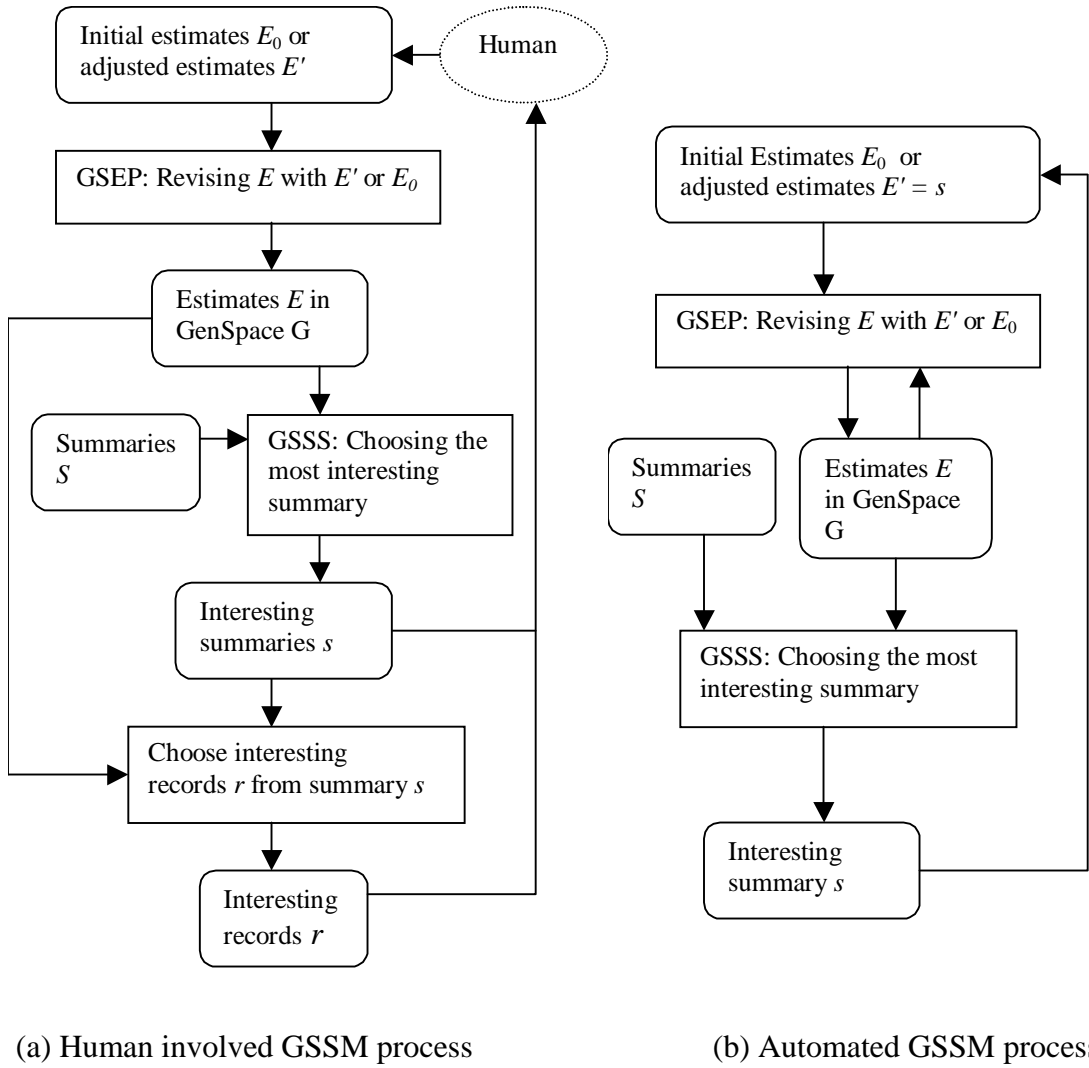 Initial estimates E0 or
adjusted estimates E'
Human
GSEP: Revising E with E' or E0
Estimates E in
GenSpace G
Summaries
S
GSSS: Choosing the
most interesting
summary
Interesting
summaries s
Choose interesting
records r from summary s
Interesting
records r
(a) Human involved GSSM process
Initial Estimates E0 or
adjusted estimates E' = s
GSEP: Revising E with E' or E0
Summaries
S
Estimates E
in GenSpace
G
GSSS: Choosing the most
interesting summary
Interesting
summary s
(b) Automated GSSM proces